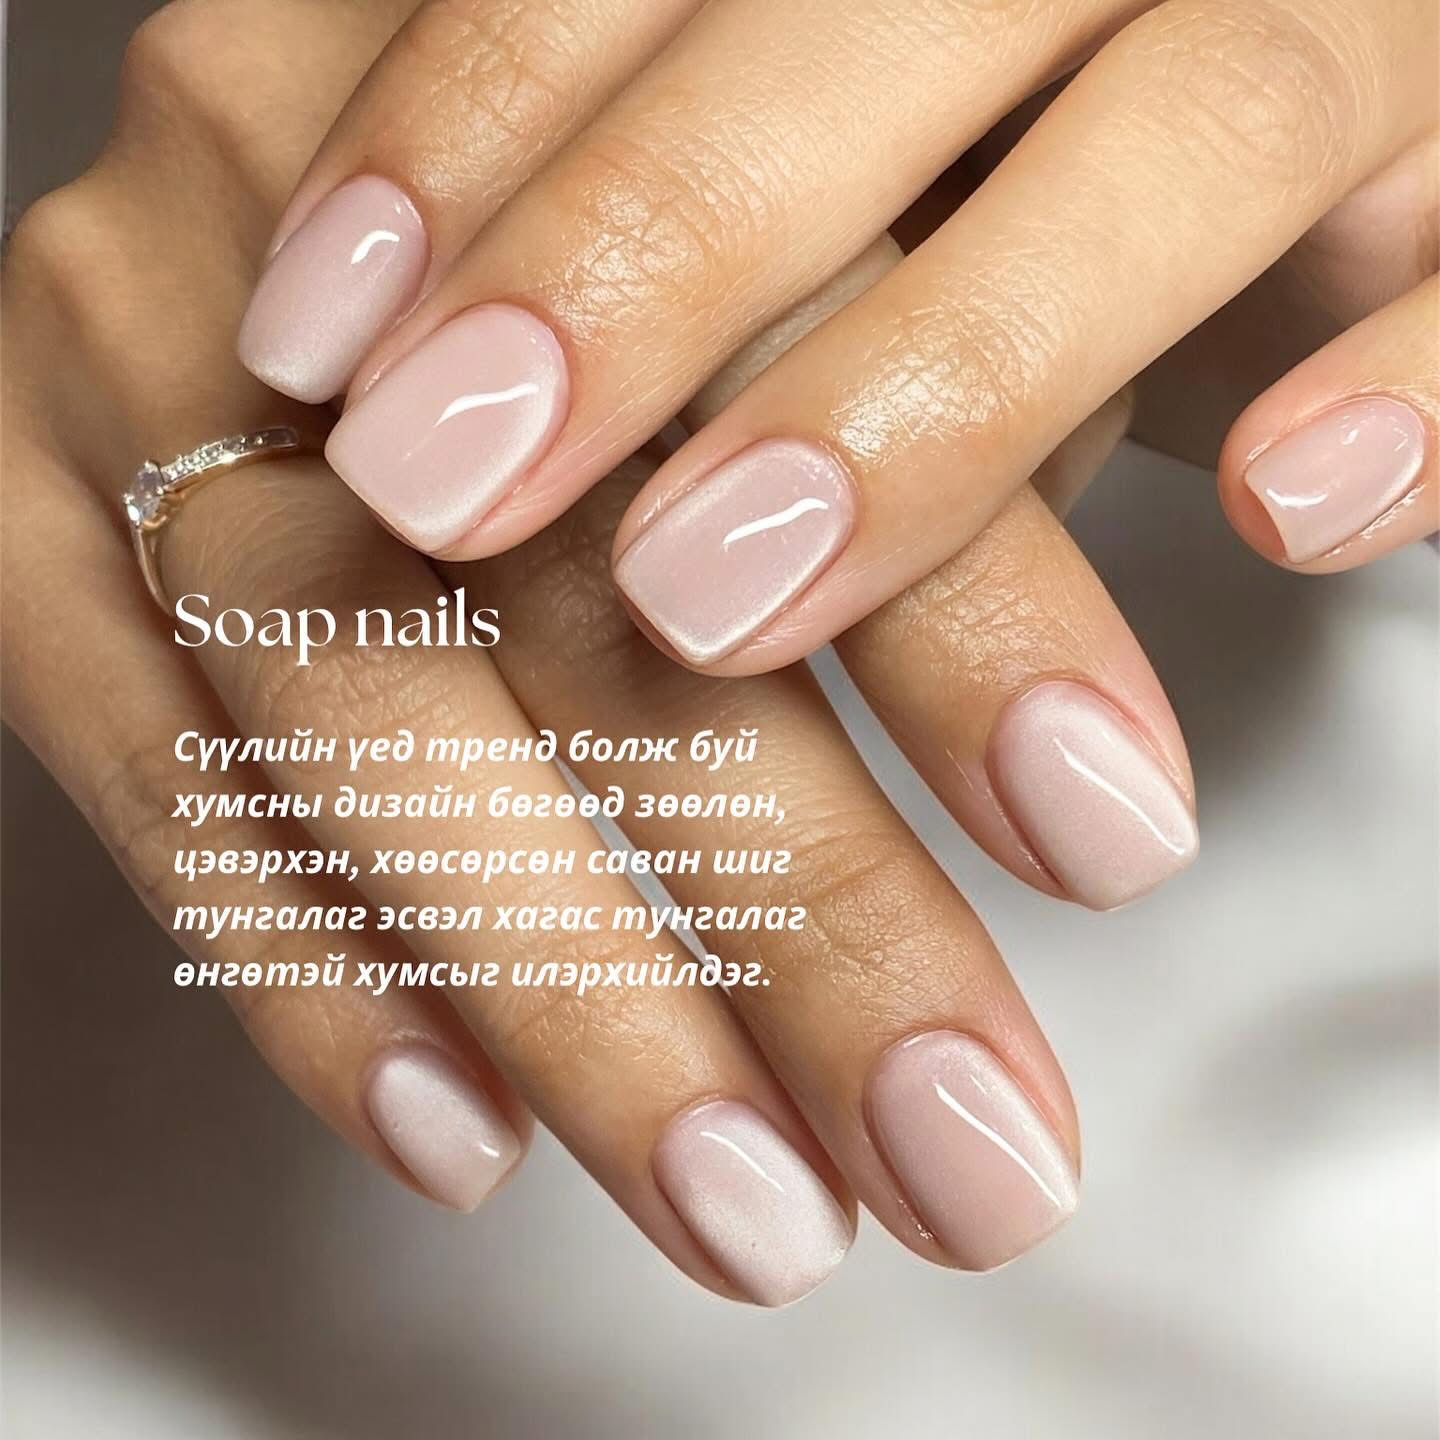 Soap nails
Сүүлийн үед тренд болж буй
хумсны дизайн бөгөөд зөөлөн,
цэвэрхэн, хөөсөрсөн саван шиг
тунгалаг эсвэл хагас тунгалаг
өнгөтэй хумсыг илэрхийлдэг.